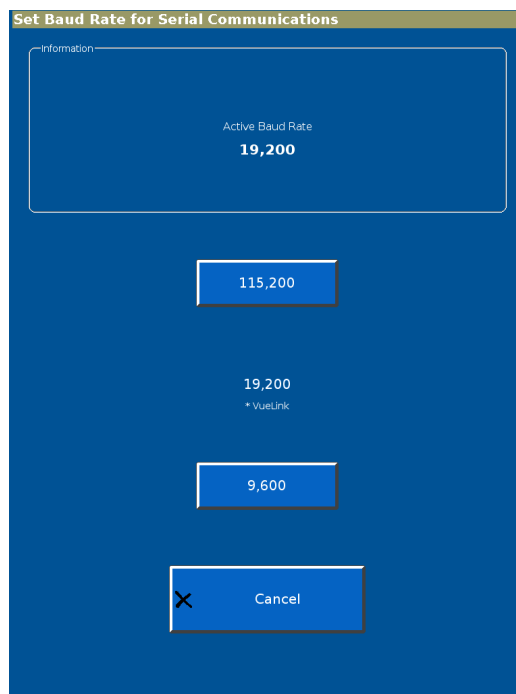 Set Baud Rate for Serial Communications
Information
Active Baud Rate
19,200
115,200
19,200
* VueLink
9,600
Cancel